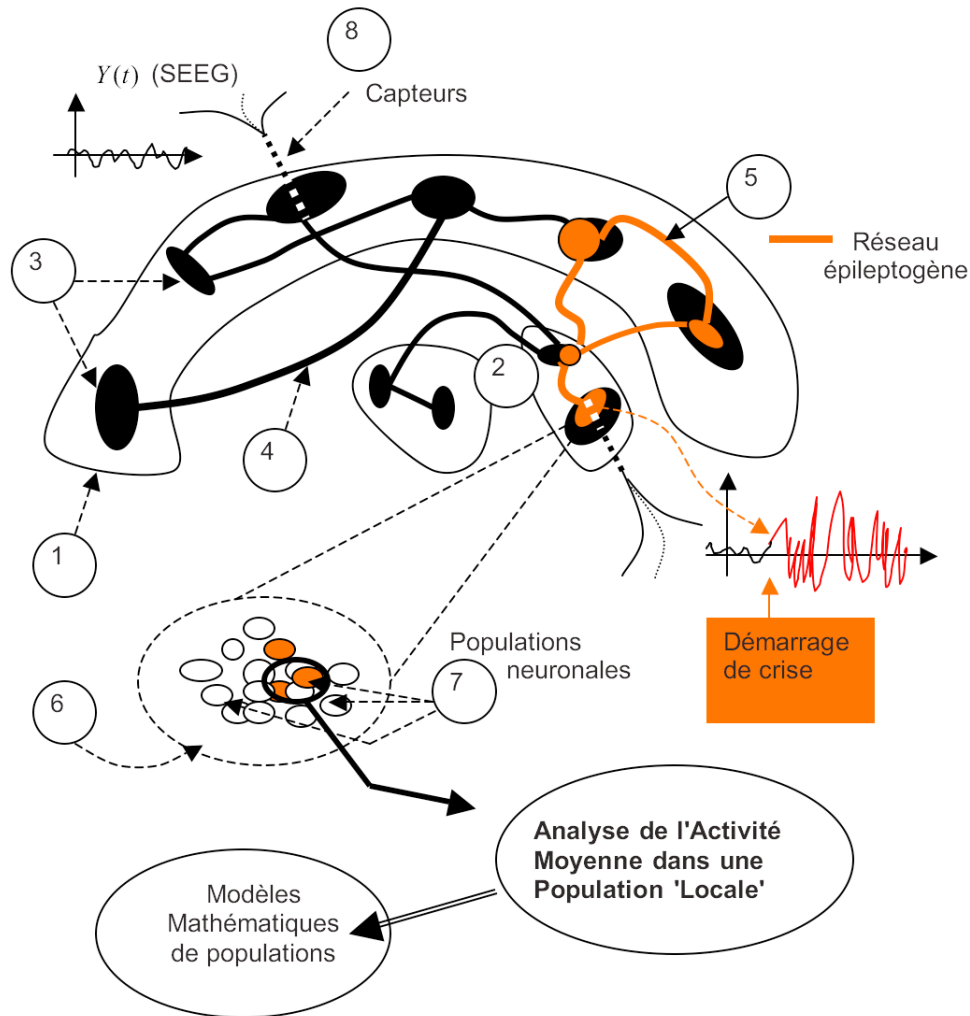 8
Y(t) (SEEG)
Capteurs
5
3
Réseau
épileptogène
2
4
1
Populations
neuronales
Démarrage
de crise
7
6
Analyse de l'Activité
Moyenne dans une
Population 'Locale'
Modèles
Mathématiques
de populations